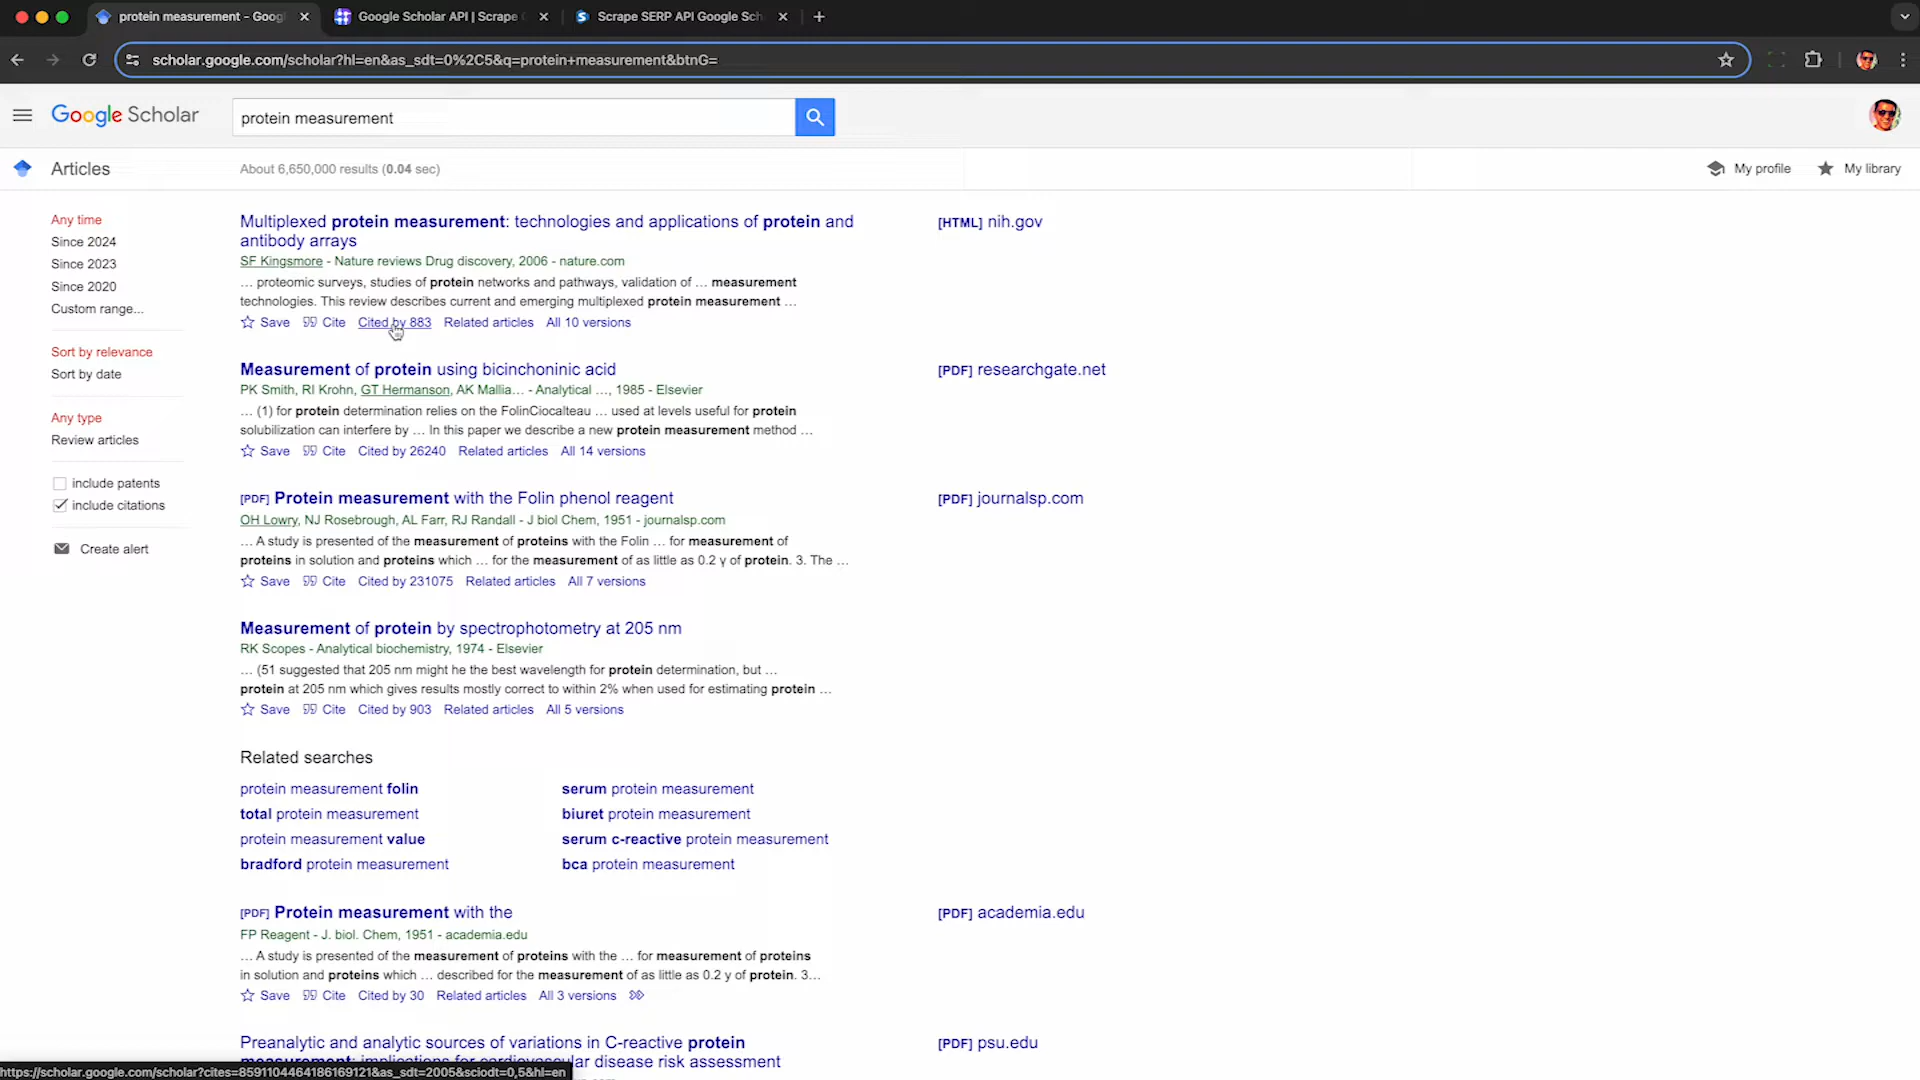 protein measurement - Goog
Google Scholar API | Scrape
Scrape SERP API Google Sch
scholar.google.com/scholar?hl=en&as_sdt=0%2C5&q=protein+measurement&btnG=
Google Scholar
protein measurement
Articles
About 6,650,000 results (0.04 sec)
My profile
My library
Any time
Since 2024
Since 2023
Since 2020
Custom range...
Sort by relevance
Sort by date
Any type
Review articles
include patents
include citations
Create alert
Multiplexed protein measurement: technologies and applications of protein and
antibody arrays
[HTML] nih.gov
SF Kingsmore - Nature reviews Drug discovery, 2006 - nature.com
… proteomic surveys, studies of protein networks and pathways, validation of … measurement
technologies. This review describes current and emerging multiplexed protein measurement …
Save Cite Cited by 883 Related articles All 10 versions
Measurement of protein using bicinchoninic acid
[PDF] researchgate.net
PK Smith, RI Krohn, GT Hermanson, AK Mallia… - Analytical …, 1985 - Elsevier
… (1) for protein determination relies on the FolinCiocalteau … used at levels useful for protein
solubilization can interfere by … In this paper we describe a new protein measurement method …
Save Cite Cited by 26240 Related articles All 14 versions
[PDF] Protein measurement with the Folin phenol reagent
[PDF] journalsp.com
OH Lowry, NJ Rosebrough, AL Farr, RJ Randall - J biol Chem, 1951 - journalsp.com
… A study is presented of the measurement of proteins with the Folin … for measurement of
proteins in solution and proteins which … for the measurement of as little as 0.2 γ of protein. 3. The …
Save Cite Cited by 231075 Related articles All 7 versions
Measurement of protein by spectrophotometry at 205 nm
RK Scopes - Analytical biochemistry, 1974 - Elsevier
… (51 suggested that 205 nm might he the best wavelength for protein determination, but …
protein at 205 nm which gives results mostly correct to within 2% when used for estimating protein …
Save Cite Cited by 903 Related articles All 5 versions
Related searches
protein measurement folin
serum protein measurement
total protein measurement
biuret protein measurement
protein measurement value
serum c-reactive protein measurement
bradford protein measurement
bca protein measurement
[PDF] Protein measurement with the
[PDF] academia.edu
FP Reagent - J. biol. Chem, 1951 - academia.edu
… A study is presented of the measurement of proteins with the … for measurement of proteins
in solution and proteins which … described for the measurement of as little as 0.2 y of protein. 3…
Save Cite Cited by 30 Related articles All 3 versions
Preanalytic and analytic sources of variations in C-reactive protein
[PDF] psu.edu
measurement: implications for cardiovascular disease risk assessment
https://scholar.google.com/scholar?cites=8591104464186169121&as_sdt=2005&sciodt=0,5&hl=en